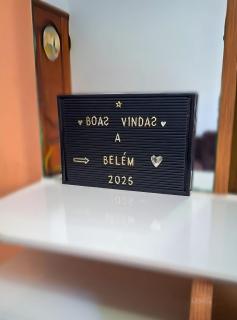 ♥ BOAS VINDAS ♥
A
→ BELÉM ♥
2025